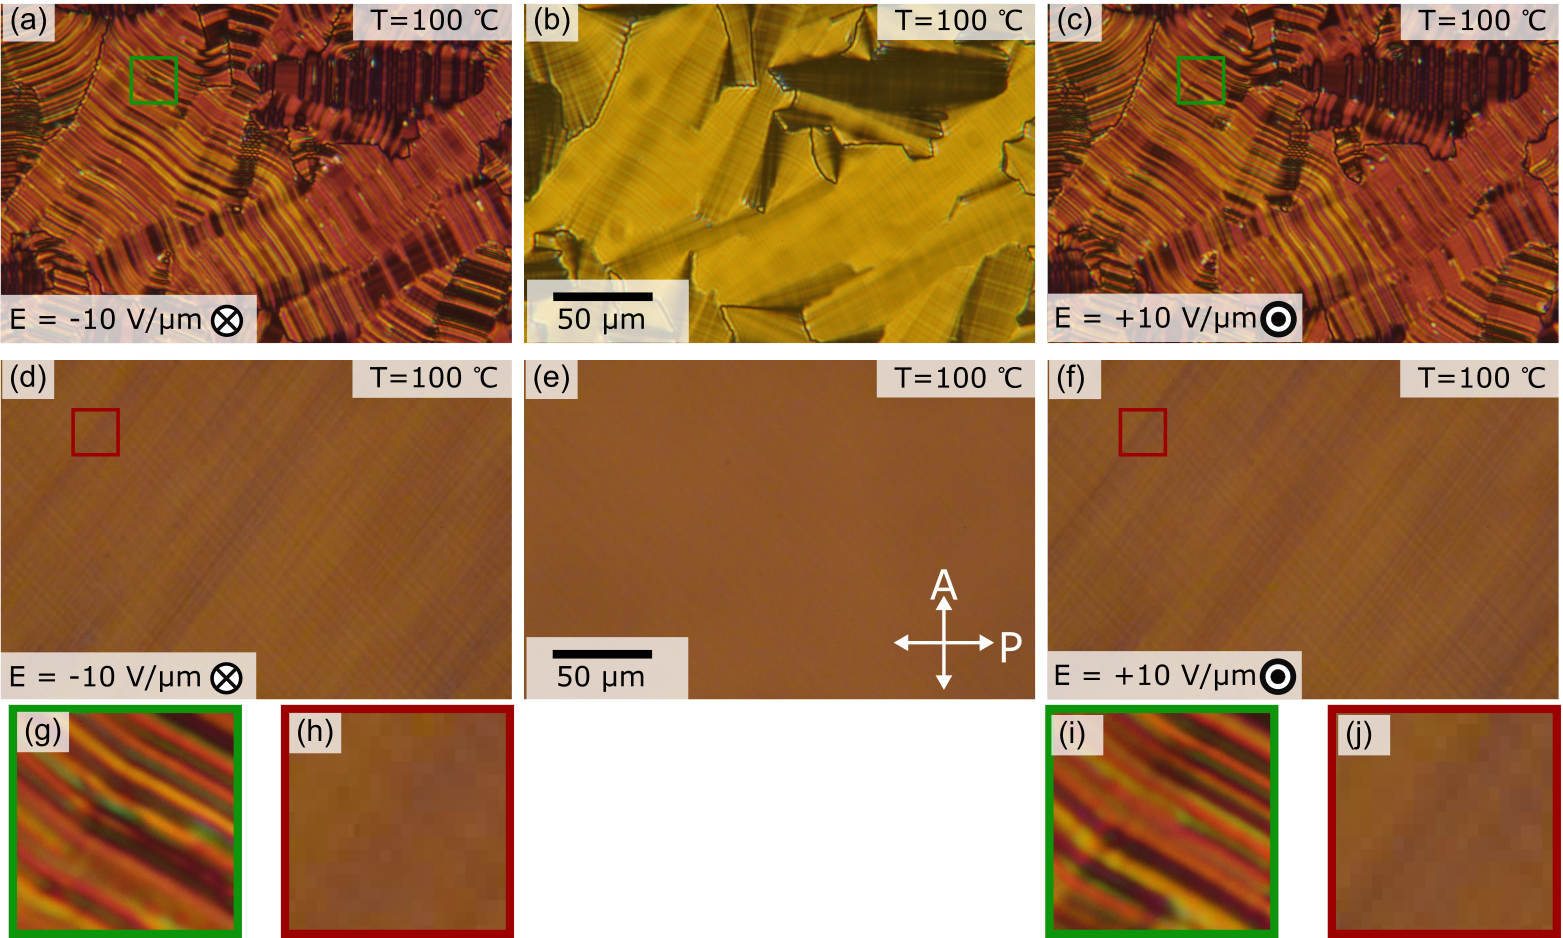 (a)
T=100 ℃
E = -10 V/μm
(b)
T=100 ℃
50 μm
(c)
T=100 ℃
E = +10 V/μm
(d)
T=100 ℃
E = -10 V/μm
(e)
T=100 ℃
A
P
50 μm
(f)
T=100 ℃
E = +10 V/μm
(g)
(h)
(i)
(j)